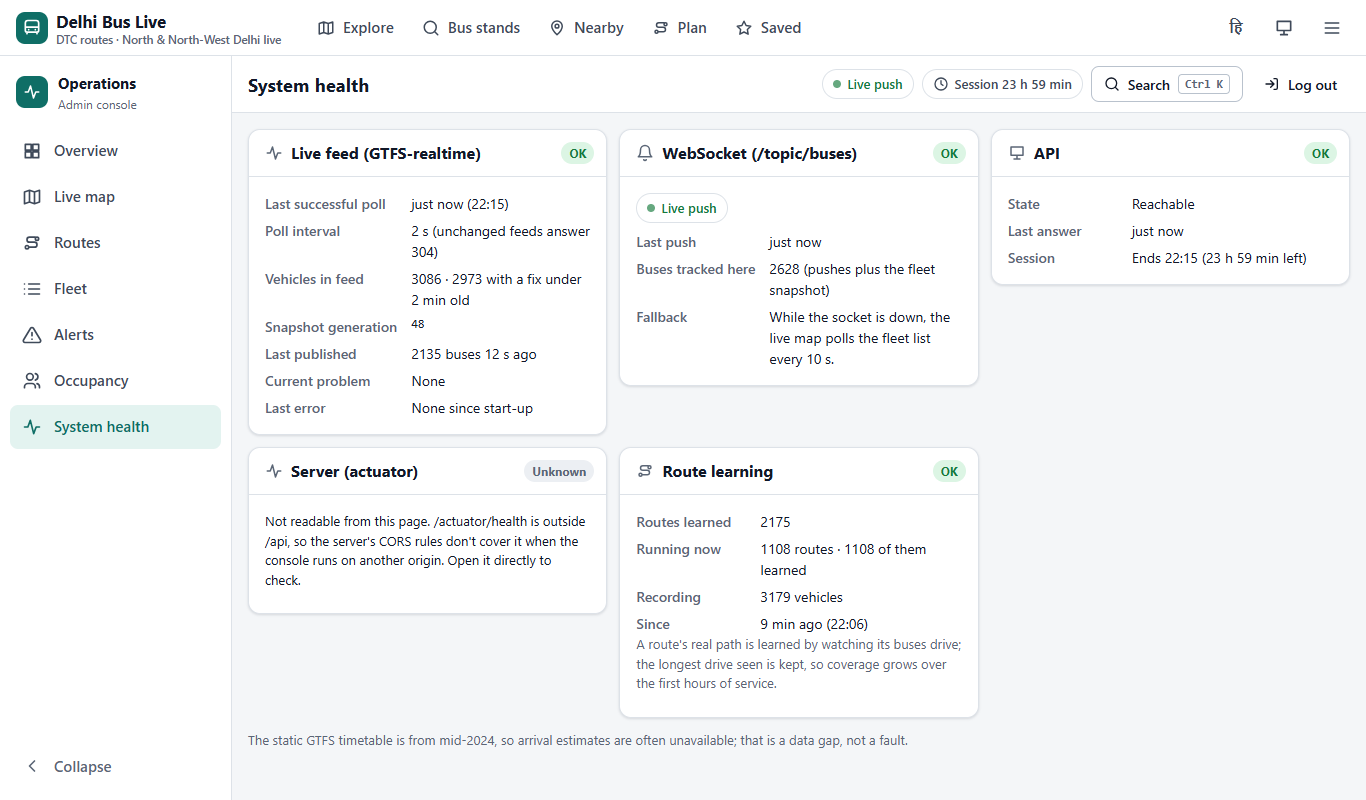 Delhi Bus Live
DTC routes · North & North-West Delhi live
Explore
Bus stands
Nearby
Plan
Saved
हि
Operations
Admin console
Overview
Live map
Routes
Fleet
Alerts
Occupancy
System health
Collapse
System health
Live push
Session 23 h 59 min
Search Ctrl K
Log out
Live feed (GTFS-realtime) OK
Last successful poll just now (22:15)
Poll interval 2 s (unchanged feeds answer
304)
Vehicles in feed 3086 · 2973 with a fix under
2 min old
Snapshot generation 48
Last published 2135 buses 12 s ago
Current problem None
Last error None since start-up
WebSocket (/topic/buses) OK
Live push
Last push just now
Buses tracked here 2628 (pushes plus the fleet
snapshot)
Fallback While the socket is down, the
live map polls the fleet list
every 10 s.
API OK
State Reachable
Last answer just now
Session Ends 22:15 (23 h 59 min left)
Server (actuator) Unknown
Not readable from this page. /actuator/health is outside
/api, so the server's CORS rules don't cover it when the
console runs on another origin. Open it directly to
check.
Route learning OK
Routes learned 2175
Running now 1108 routes · 1108 of them
learned
Recording 3179 vehicles
Since 9 min ago (22:06)
A route's real path is learned by watching its buses drive;
the longest drive seen is kept, so coverage grows over
the first hours of service.
The static GTFS timetable is from mid-2024, so arrival estimates are often unavailable; that is a data gap, not a fault.